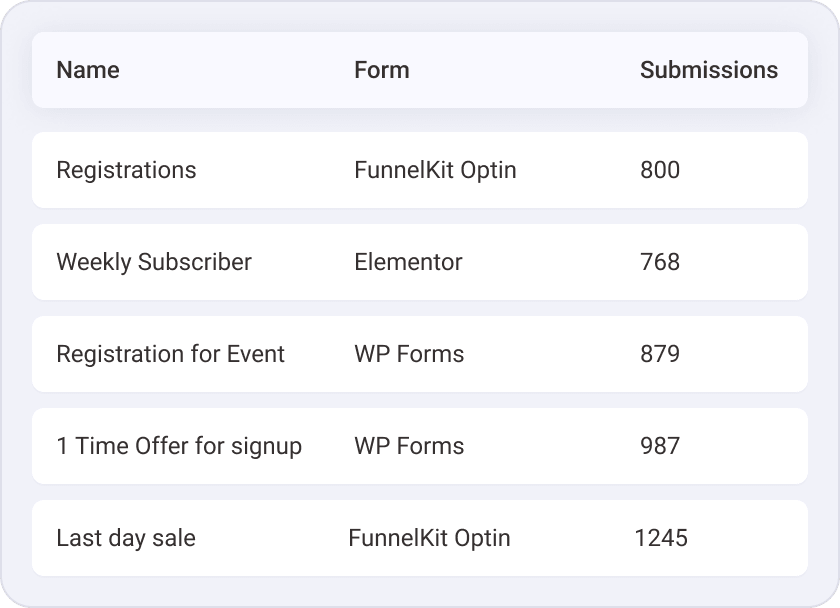 Name Form Submissions
Registrations FunnelKit Optin 800
Weekly Subscriber Elementor 768
Registration for Event WP Forms 879
1 Time Offer for signup WP Forms 987
Last day sale FunnelKit Optin 1245